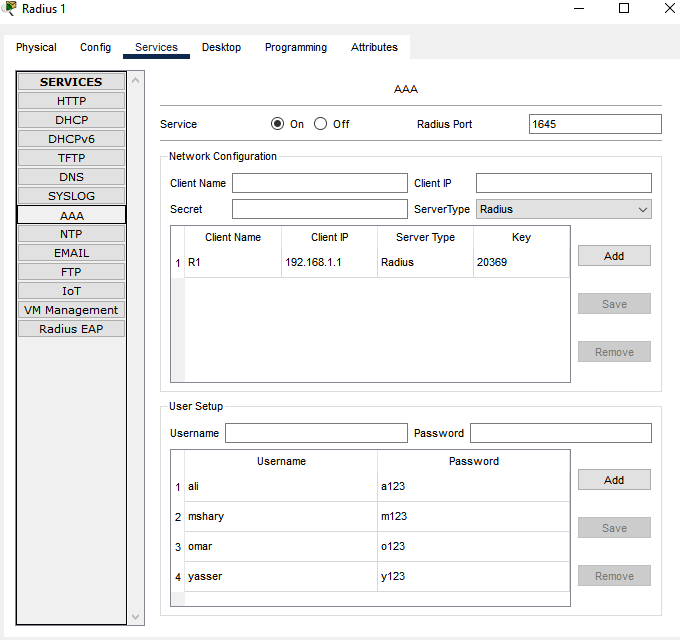 Radius 1
Physical Config Services Desktop Programming Attributes
SERVICES
HTTP
DHCP
DHCPv6
TFTP
DNS
SYSLOG
AAA
NTP
EMAIL
FTP
IoT
VM Management
Radius EAP
AAA
Service On Off Radius Port 1645
Network Configuration
Client Name Client IP
Secret ServerType Radius
Client Name Client IP Server Type Key
1 R1 192.168.1.1 Radius 20369
Add
Save
Remove
User Setup
Username Password
Username Password
1 ali a123
2 mshary m123
3 omar o123
4 yasser y123
Add
Save
Remove